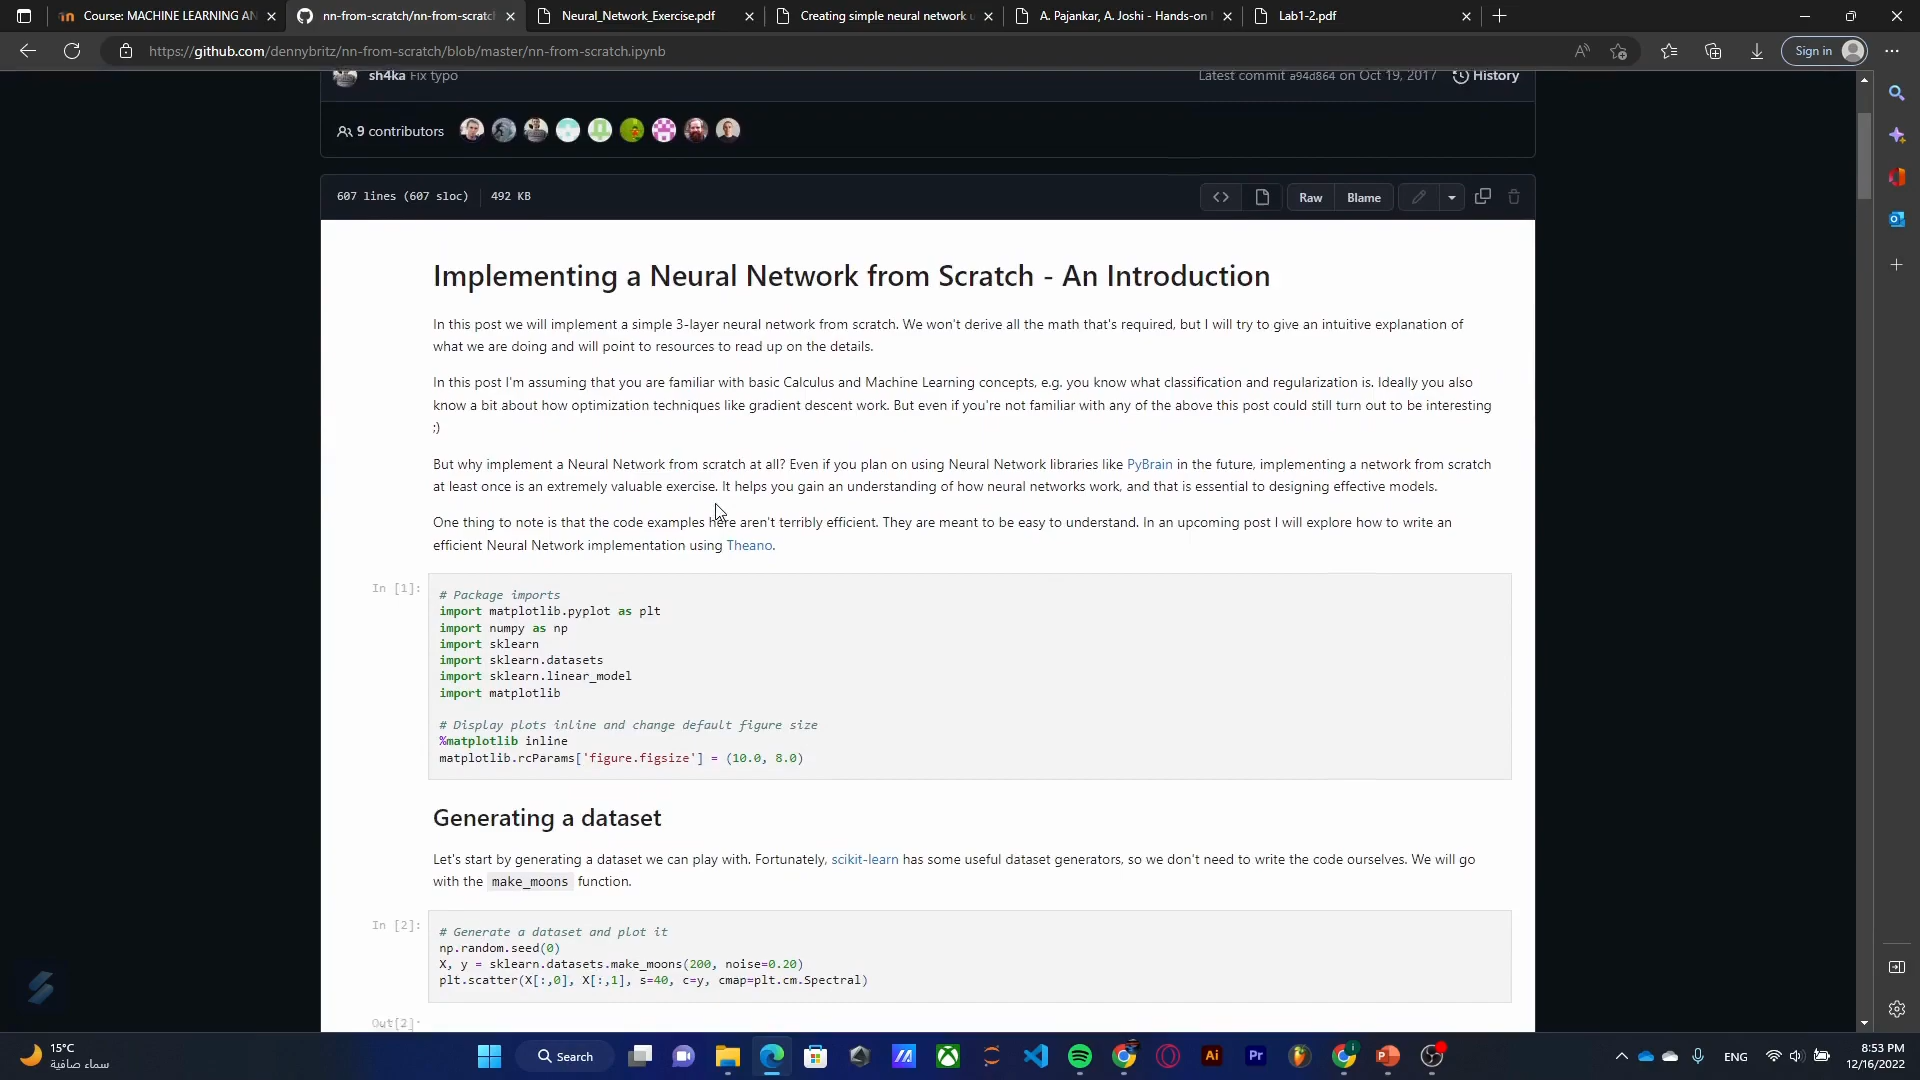 Course: MACHINE LEARNING AN
nn-from-scratch/nn-from-scratch
Neural_Network_Exercise.pdf
Creating simple neural network u
A. Pajankar, A. Joshi - Hands-on
Lab1-2.pdf
https://github.com/dennybritz/nn-from-scratch/blob/master/nn-from-scratch.ipynb
Sign in
sh4ka Fix typo
Latest commit a94d864 on Oct 19, 2017
History
9 contributors
607 lines (607 sloc)
492 KB
Raw
Blame
Implementing a Neural Network from Scratch - An Introduction
In this post we will implement a simple 3-layer neural network from scratch. We won't derive all the math that's required, but I will try to give an intuitive explanation of
what we are doing and will point to resources to read up on the details.
In this post I'm assuming that you are familiar with basic Calculus and Machine Learning concepts, e.g. you know what classification and regularization is. Ideally you also
know a bit about how optimization techniques like gradient descent work. But even if you're not familiar with any of the above this post could still turn out to be interesting
;)
But why implement a Neural Network from scratch at all? Even if you plan on using Neural Network libraries like PyBrain in the future, implementing a network from scratch
at least once is an extremely valuable exercise. It helps you gain an understanding of how neural networks work, and that is essential to designing effective models.
One thing to note is that the code examples here aren't terribly efficient. They are meant to be easy to understand. In an upcoming post I will explore how to write an
efficient Neural Network implementation using Theano.
In [1]:
# Package imports
import matplotlib.pyplot as plt
import numpy as np
import sklearn
import sklearn.datasets
import sklearn.linear_model
import matplotlib
# Display plots inline and change default figure size
%matplotlib inline
matplotlib.rcParams['figure.figsize'] = (10.0, 8.0)
Generating a dataset
Let's start by generating a dataset we can play with. Fortunately, scikit-learn has some useful dataset generators, so we don't need to write the code ourselves. We will go
with the make_moons function.
In [2]:
# Generate a dataset and plot it
np.random.seed(0)
X, y = sklearn.datasets.make_moons(200, noise=0.20)
plt.scatter(X[:,0], X[:,1], s=40, c=y, cmap=plt.cm.Spectral)
Out[2]:
15°C
سماء صافية
Search
Ai
Pr
ENG
8:53 PM
12/16/2022